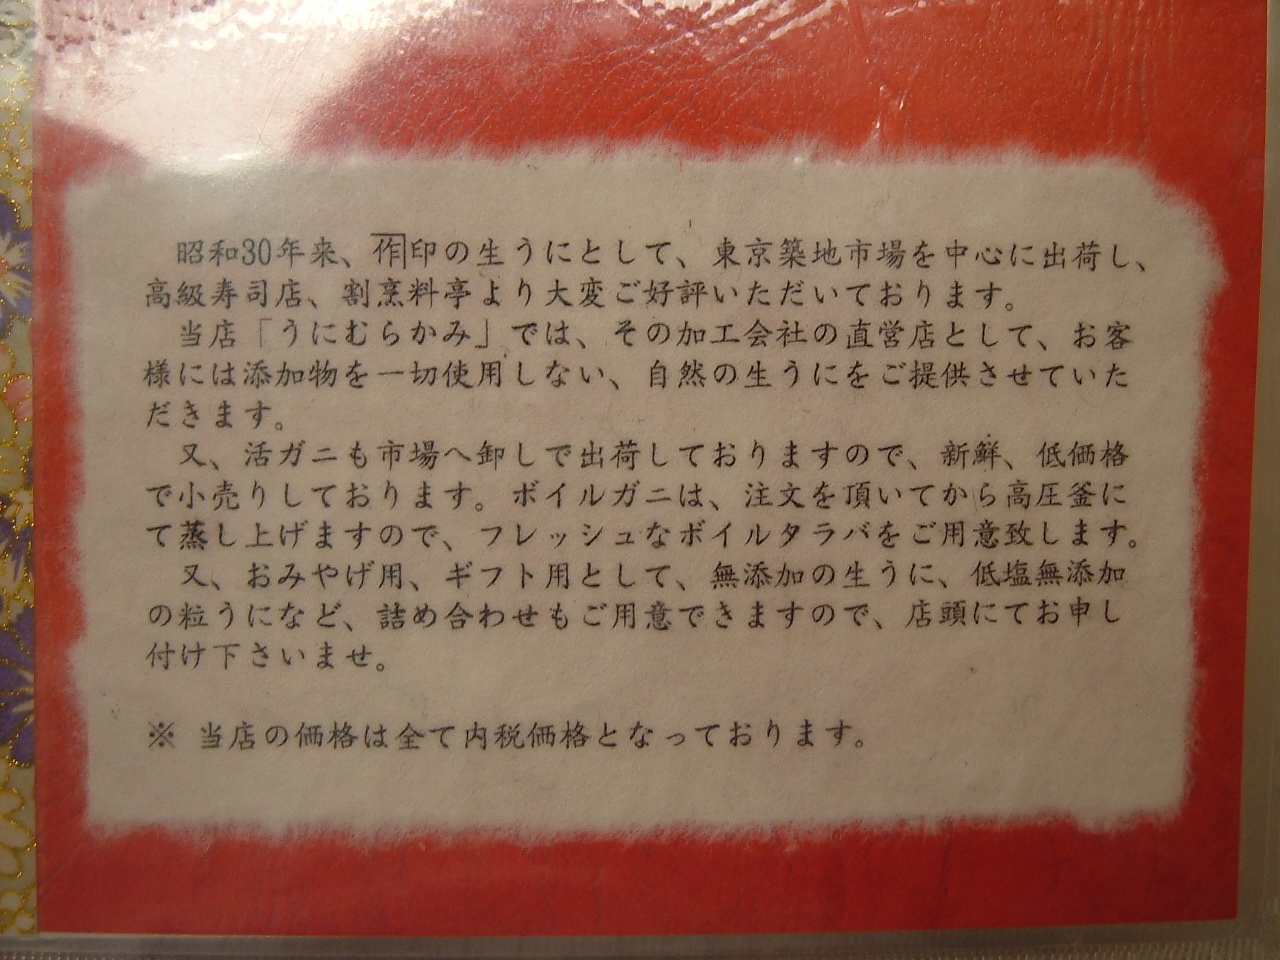 昭和30年来、作印の生うにとして、東京築地市場を中心に出荷し、
高級寿司店、割烹料亭より大変ご好評いただいております。
当店「うにむらかみ」では、その加工会社の直営店として、お客
様には添加物を一切使用しない、自然の生うにをご提供させていた
だきます。
又、活ガニも市場へ卸しで出荷しておりますので、新鮮、低価格
で小売りしております。ボイルガニは、注文を頂いてから高圧釜に
て蒸し上げますので、フレッシュなボイルタラバをご用意致します。
又、おみやげ用、ギフト用として、無添加の生うに、低塩無添加
の粒うになど、詰め合わせもご用意できますので、店頭にてお申し
付け下さいませ。
※ 当店の価格は全て内税価格となっております。